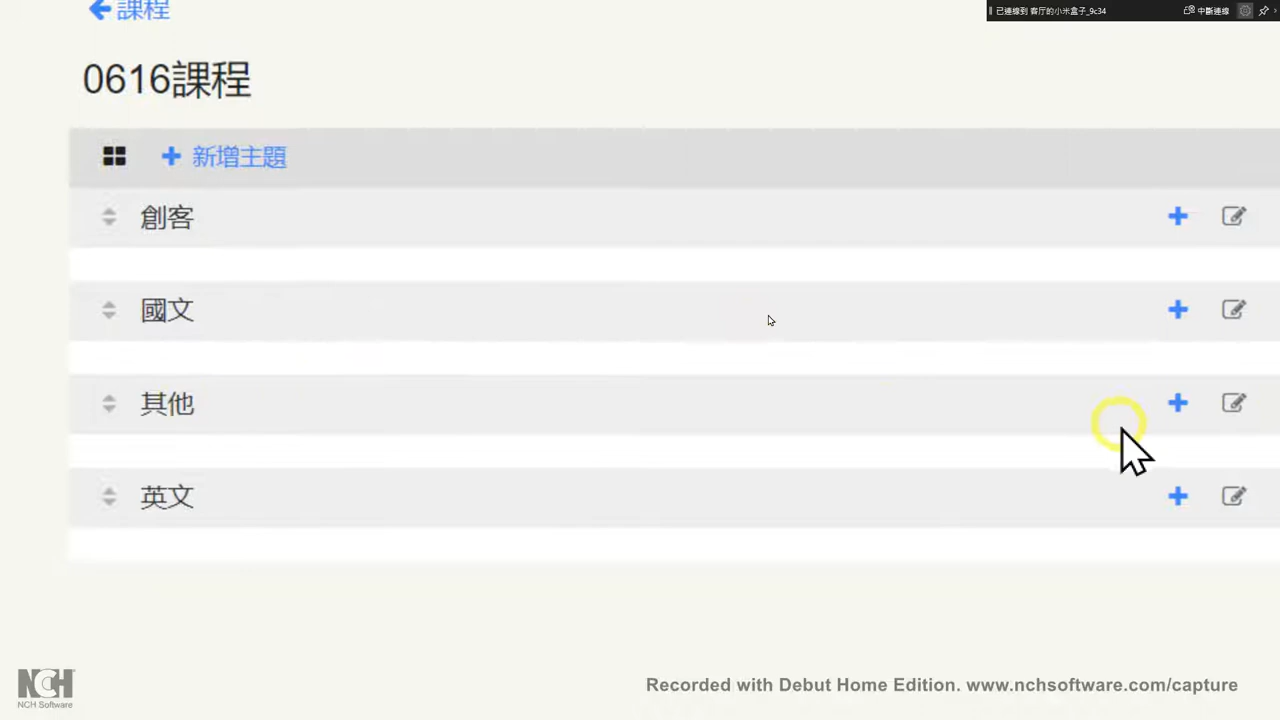 課程
已連線到 客厅的小米盒子_9c34
中斷連線
0616課程
新增主題
創客
國文
其他
英文
NCH
NCH Software
Recorded with Debut Home Edition. www.nchsoftware.com/capture